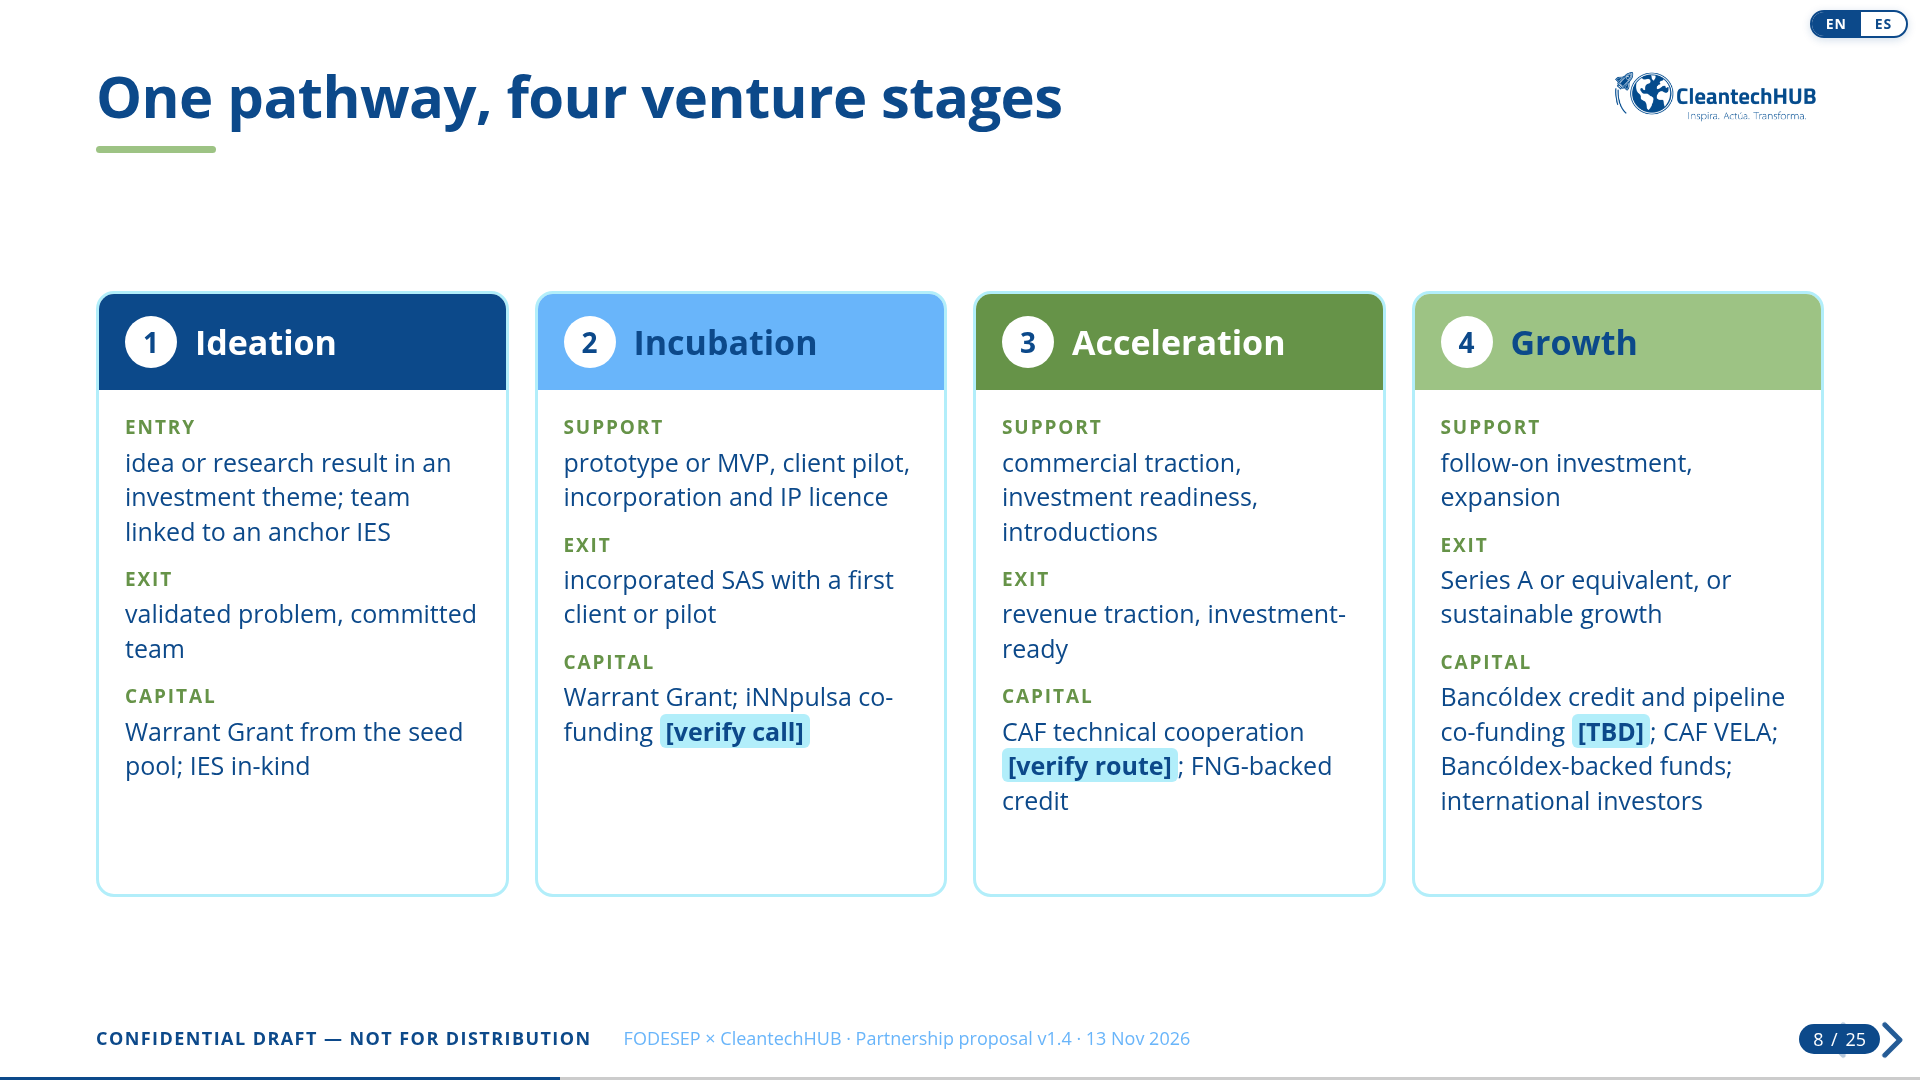 EN ES
One pathway, four venture stages
CleantechHUB
Inspira. Actúa. Transforma.
1 Ideation
ENTRY
idea or research result in an
investment theme; team
linked to an anchor IES
EXIT
validated problem, committed
team
CAPITAL
Warrant Grant from the seed
pool; IES in-kind
2 Incubation
SUPPORT
prototype or MVP, client pilot,
incorporation and IP licence
EXIT
incorporated SAS with a first
client or pilot
CAPITAL
Warrant Grant; iNNpulsa co-
funding [verify call]
3 Acceleration
SUPPORT
commercial traction,
investment readiness,
introductions
EXIT
revenue traction, investment-
ready
CAPITAL
CAF technical cooperation
[verify route]; FNG-backed
credit
4 Growth
SUPPORT
follow-on investment,
expansion
EXIT
Series A or equivalent, or
sustainable growth
CAPITAL
Bancóldex credit and pipeline
co-funding [TBD]; CAF VELA;
Bancóldex-backed funds;
international investors
CONFIDENTIAL DRAFT — NOT FOR DISTRIBUTION FODESEP × CleantechHUB · Partnership proposal v1.4 · 13 Nov 2026
8 / 25